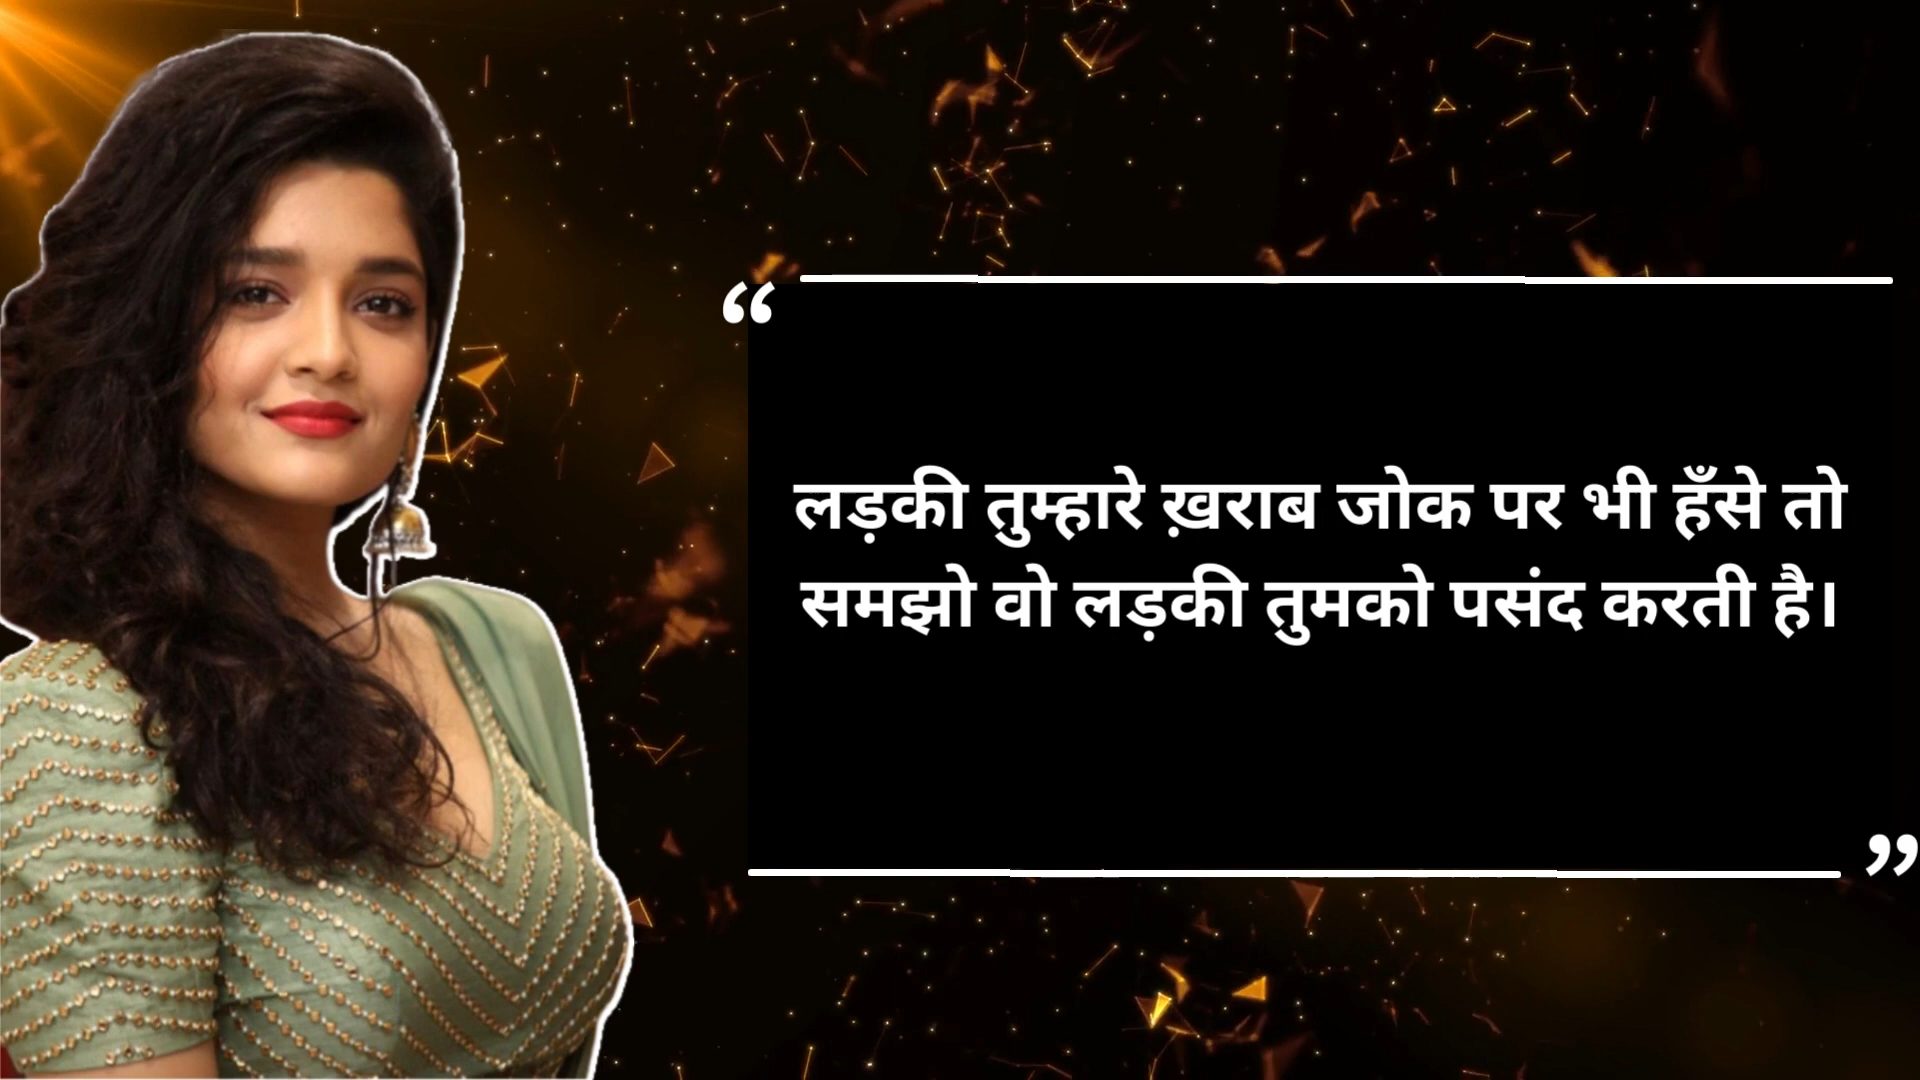 “
लड़की तुम्हारे ख़राब जोक पर भी हँसे तो
समझो वो लड़की तुमको पसंद करती है।
”